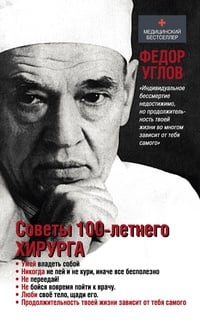 МЕДИЦИНСКИЙ
БЕСТСЕЛЛЕР
ФЕДОР
УГЛОВ
«Индивидуальное
бессмертие
недостижимо,
но продолжитель-
ность твоей
жизни во многом
зависит от тебя
самого»
Советы 100-летнего
ХИРУРГА
• Умей владеть собой
• Никогда не пей и не кури, иначе все бесполезно
• Не переедай!
• Не бойся вовремя пойти к врачу.
• Люби своё тело, щади его.
• Продолжительность твоей жизни зависит от тебя самого